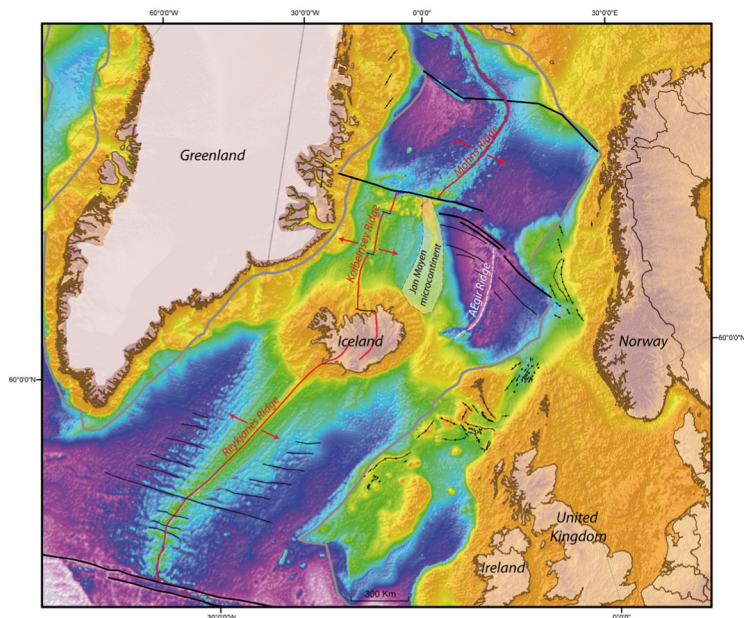 60°0'0"W
30°0'0"W
0°0'0"
30°0'0"E
Greenland
Mohns Ridge
Kolbeinsey Ridge
Jan Mayen
microcontinent
AEgir Ridge
Iceland
Norway
60°0'0"N
60°0'0"N
Reykjanes Ridge
United
Kingdom
Ireland
300 Km
30°0'0"W
0°0'0"